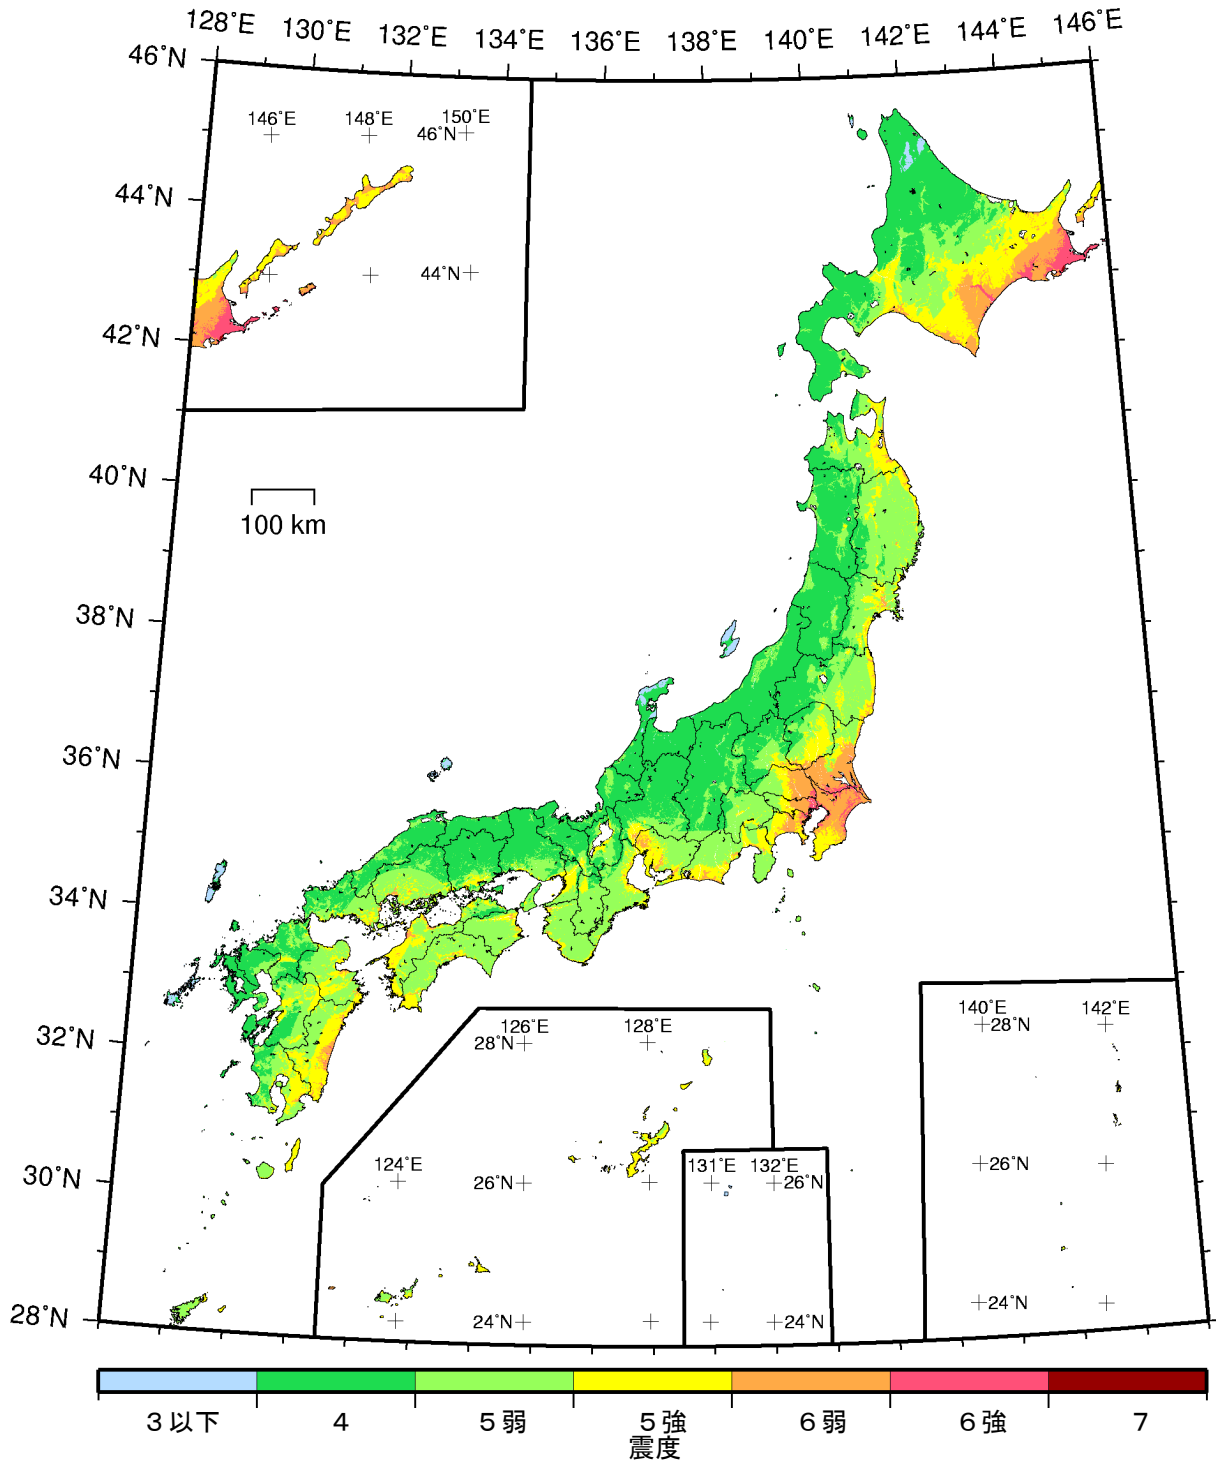 128°E 130°E 132°E 134°E 136°E 138°E 140°E 142°E 144°E 146°E
46°N
146°E 148°E 150°E
46°N
44°N
44°N
42°N
40°N
100 km
38°N
36°N
34°N
32°N
126°E 128°E
28°N
140°E 142°E
28°N
124°E
131°E 132°E
30°N
26°N
26°N
26°N
28°N
24°N
24°N
24°N
3以下 4 5弱 5強 6弱 6強 7
震度